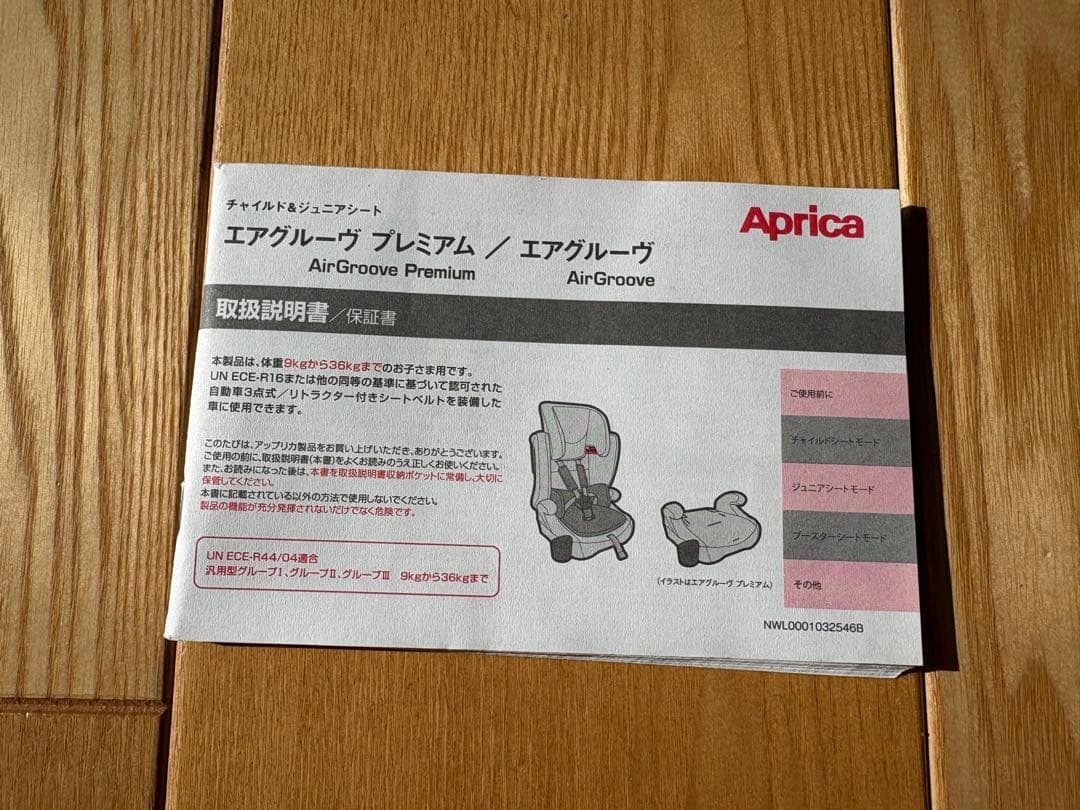 チャイルド&ジュニアシート
Aprica
エアグルーヴ プレミアム / エアグルーヴ
AirGroove Premium AirGroove
取扱説明書/保証書
本製品は、体重9kgから36kgまでのお子さま用です。
UN ECE-R16または他の同等の基準に基づいて認可された
自動車3点式/リトラクター付きシートベルトを装備した
車に使用できます。
このたびは、アップリカ製品をお買い上げいただき、ありがとうございます。
ご使用の前に、取扱説明書(本書)をよくお読みのうえ正しくお使いください。
また、お読みになった後は、本書を取扱説明書収納ポケットに常備し、大切に
保管してください。
本書に記載されている以外の方法で使用しないでください。
製品の機能が充分発揮されないだけでなく危険です。
UN ECE-R44/04適合
汎用型グループⅠ、グループⅡ、グループⅢ 9kgから36kgまで
(イラストはエアグルーヴ プレミアム)
ご使用前に
チャイルドシートモード
ジュニアシートモード
ブースターシートモード
その他
NWL0001032546B